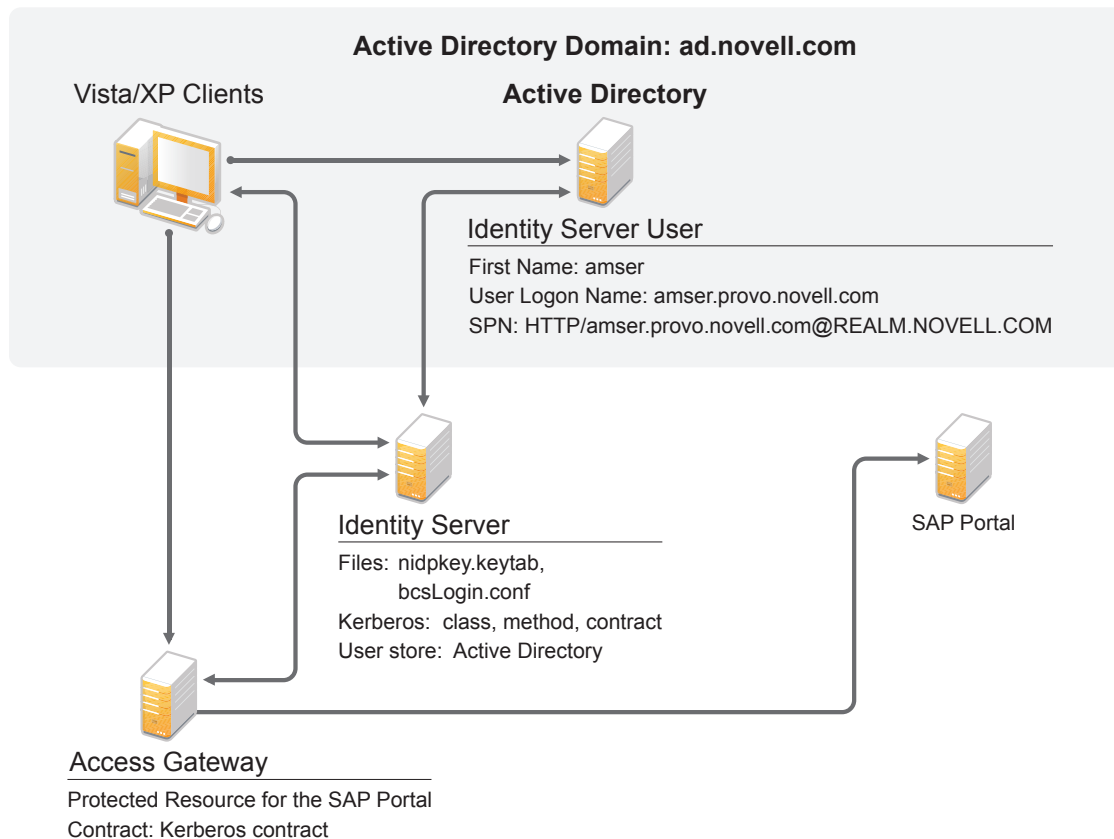 Active Directory Domain: ad.novell.com
Vista/XP Clients
Active Directory
Identity Server User
First Name: amser
User Logon Name: amser.provo.novell.com
SPN: HTTP/amser.provo.novell.com@REALM.NOVELL.COM
Identity Server
Files: nidpkey.keytab,
bcsLogin.conf
Kerberos: class, method, contract
User store: Active Directory
SAP Portal
Access Gateway
Protected Resource for the SAP Portal
Contract: Kerberos contract